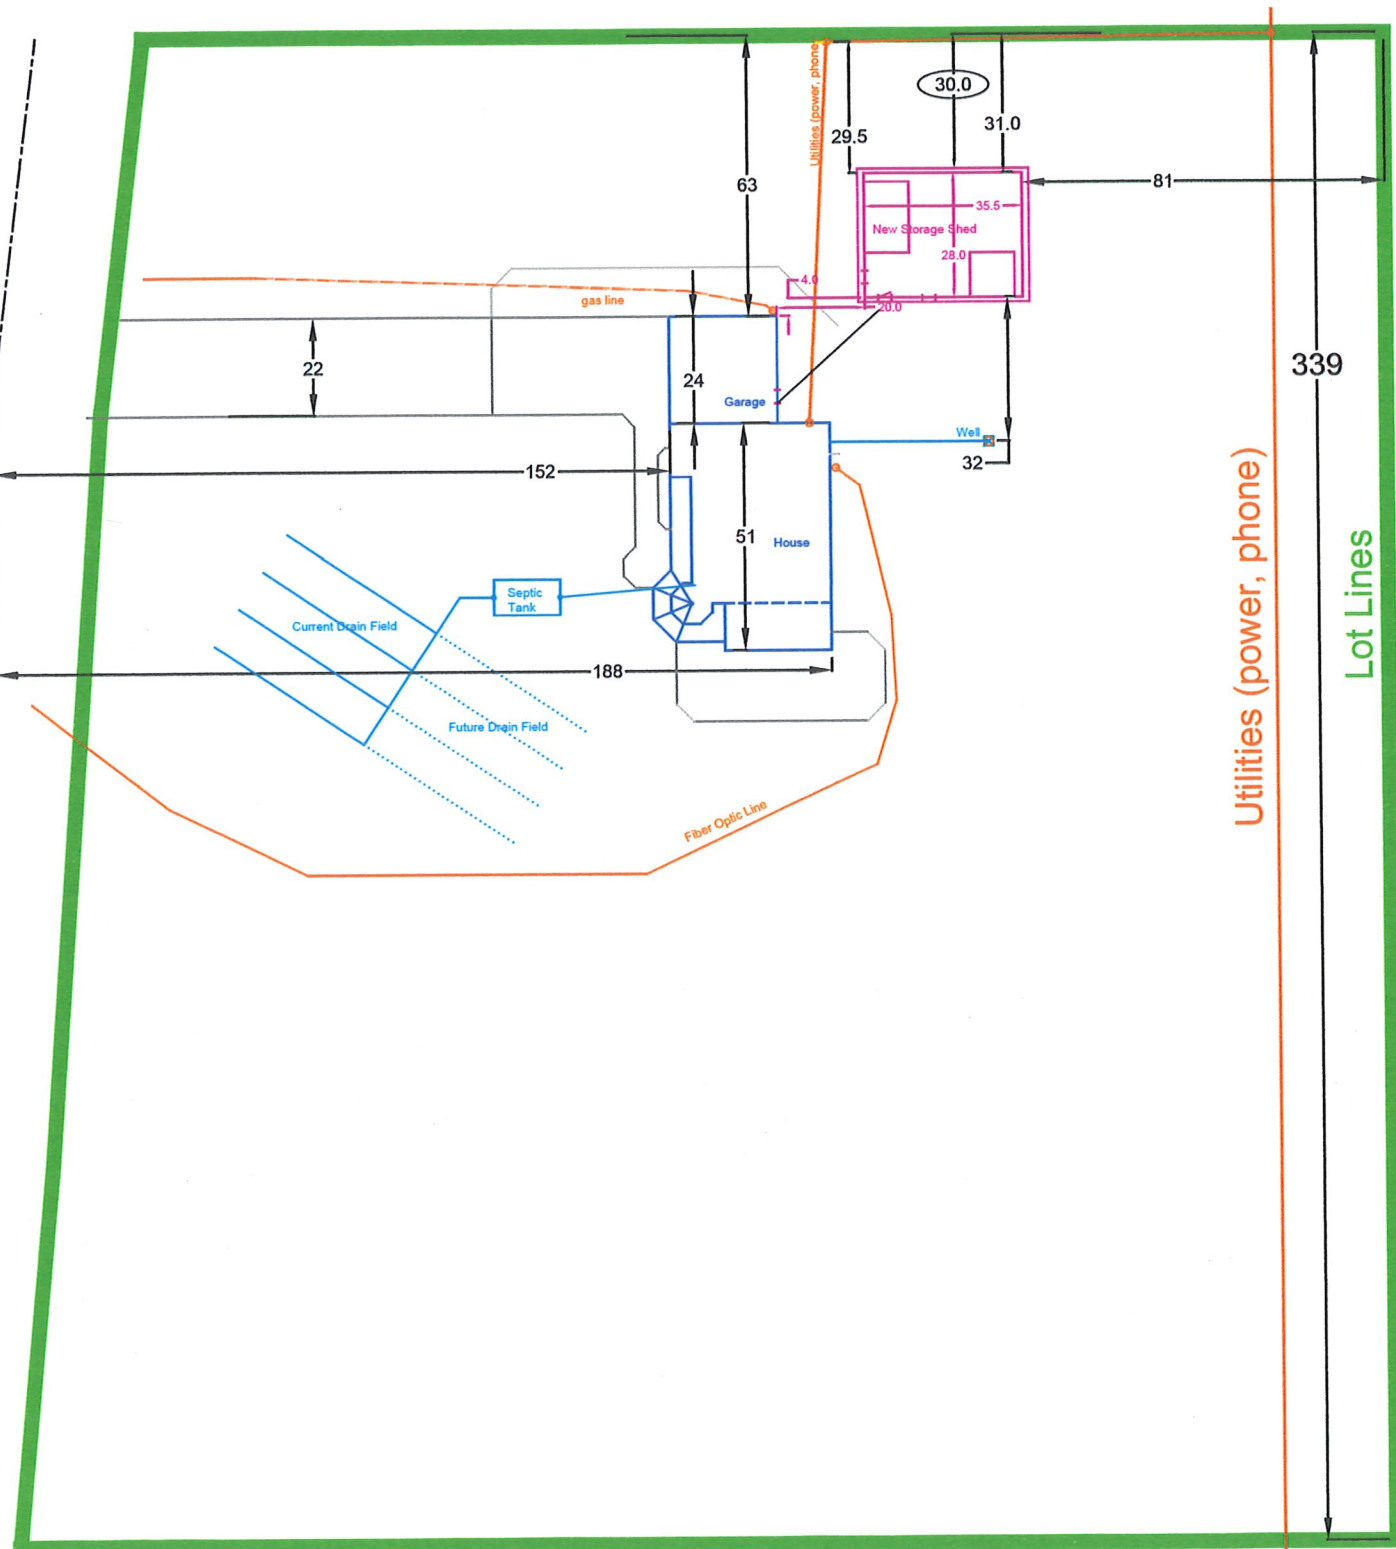 Utilities (power, phone)
30.0
31.0
29.5
63
81
35.5
New Storage Shed
28.0
4.0
gas line
20.0
22
24
339
Garage
Well
32
152
51
House
Septic
Tank
Current Drain Field
188
Future Drain Field
Fiber Optic Line
Utilities (power, phone)
Lot Lines